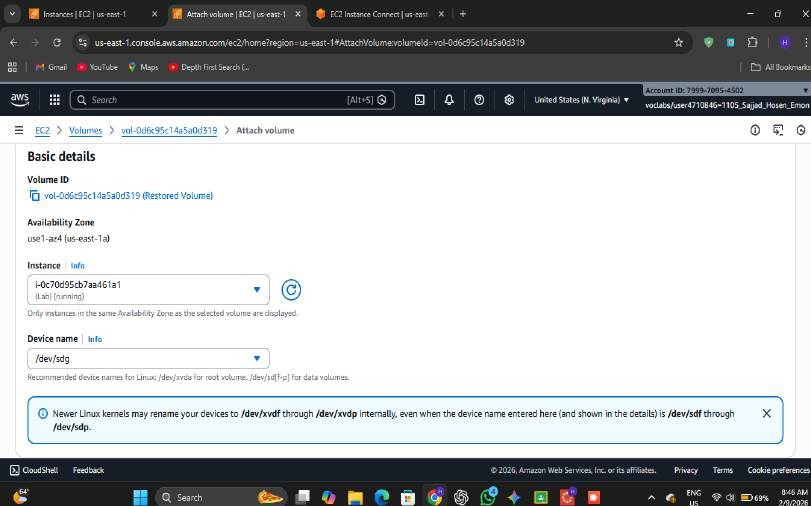 Instances | EC2 | us-east-1
Attach volume | EC2 | us-east-1
EC2 Instance Connect | us-eas
us-east-1.console.aws.amazon.com/ec2/home?region=us-east-1#AttachVolume:volumeId=vol-0d6c95c14a5a0d319
H
Gmail
YouTube
Maps
Depth First Search (...
All Bookmarks
aws
Search
[Alt+S]
United States (N. Virginia)
Account ID: 7999-7095-4502
voclabs/user4710846=1105_Sajjad_Hosen_Emon
EC2 > Volumes > vol-0d6c95c14a5a0d319 > Attach volume
Basic details
Volume ID
vol-0d6c95c14a5a0d319 (Restored Volume)
Availability Zone
use1-az4 (us-east-1a)
Instance | Info
i-0c70d95cb7aa461a1
(Lab) (running)
Only instances in the same Availability Zone as the selected volume are displayed.
Device name | Info
/dev/sdg
Recommended device names for Linux: /dev/xvda for root volume. /dev/sd[f-p] for data volumes.
Newer Linux kernels may rename your devices to /dev/xvdf through /dev/xvdp internally, even when the device name entered here (and shown in the details) is /dev/sdf through
/dev/sdp.
CloudShell
Feedback
© 2026, Amazon Web Services, Inc. or its affiliates.
Privacy
Terms
Cookie preferences
64°
Search
4
ENG
US
69%
8:46 AM
2/9/2026